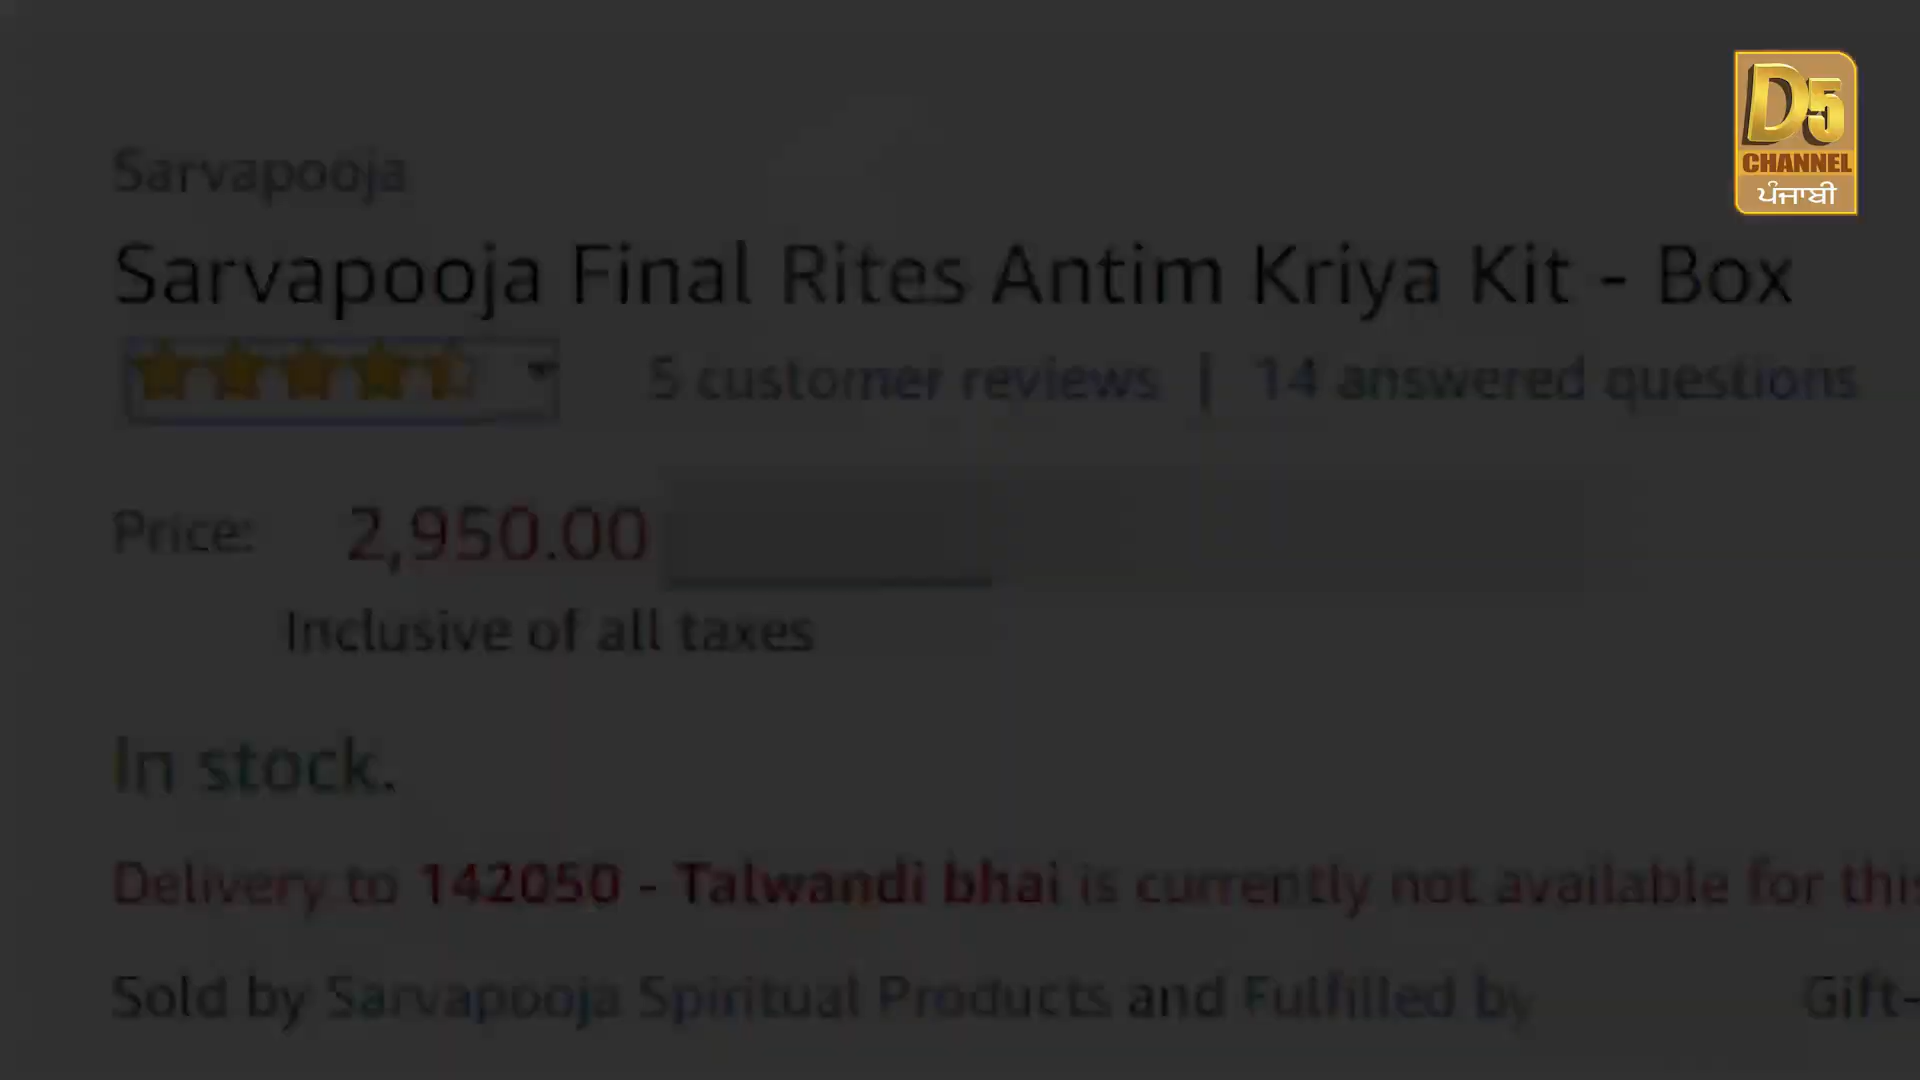 D5
CHANNEL
ਪੰਜਾਬੀ
Sarvapooja
Sarvapooja Final Rites Antim Kriya Kit - Box
5 customer reviews | 14 answered questions
Price: 2,950.00
Inclusive of all taxes
In stock.
Delivery to 142050 - Talwandi bhai is currently not available for this
Sold by Sarvapooja Spiritual Products and Fulfilled by Gift-